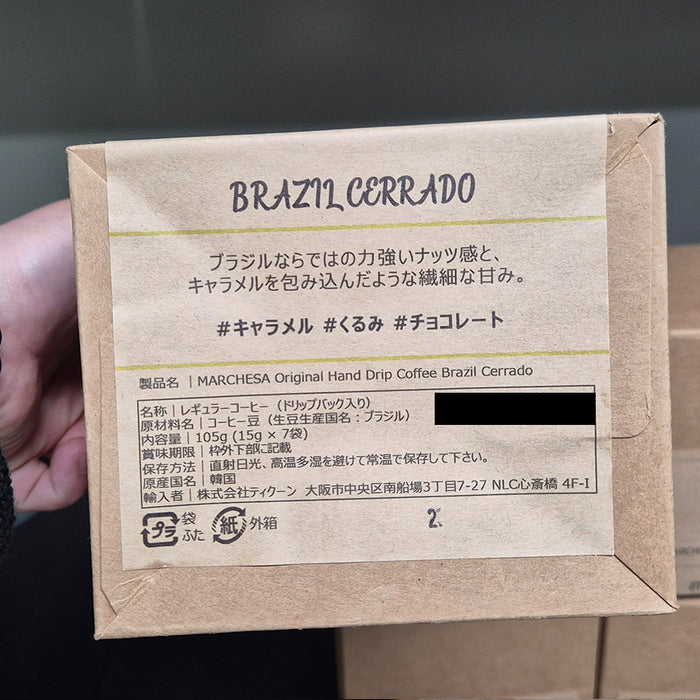 BRAZIL CERRADO
ブラジルならではの力強いナッツ感と、
キャラメルを包み込んだような繊細な甘み。
#キャラメル #くるみ #チョコレート
製品名 | MARCHESA Original Hand Drip Coffee Brazil Cerrado
名称 | レギュラーコーヒー（ドリップバック入り）
原材料名 | コーヒー豆（生豆生産国名：ブラジル）
内容量 | 105g (15g × 7袋)
賞味期限 | 枠外下部に記載
保存方法 | 直射日光、高温多湿を避けて常温で保存して下さい。
原産国名 | 韓国
輸入者 | 株式会社ティクーン 大阪市中央区南船場3丁目7-27 NLC心斎橋 4F-I
プラ 袋 ふた 紙 外箱